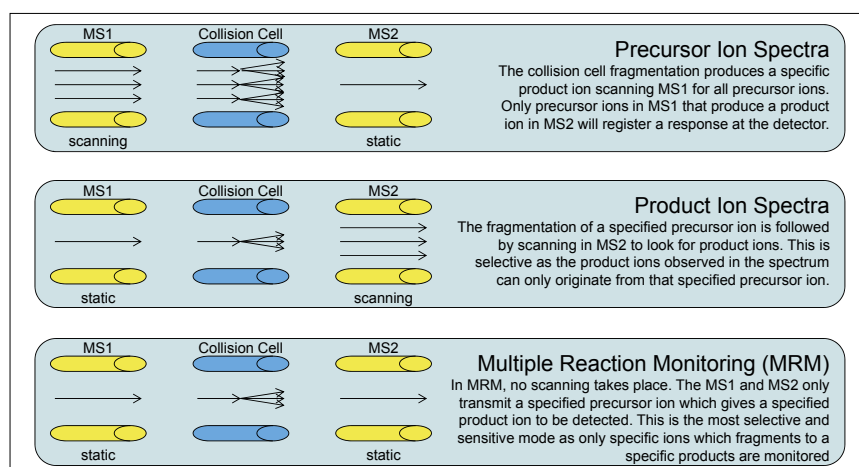 MS1 Collision Cell MS2
Precursor Ion Spectra
The collision cell fragmentation produces a specific
product ion scanning MS1 for all precursor ions.
Only precursor ions in MS1 that produce a product
ion in MS2 will register a response at the detector.
scanning static
MS1 Collision Cell MS2
Product Ion Spectra
The fragmentation of a specified precursor ion is followed
by scanning in MS2 to look for product ions. This is
selective as the product ions observed in the spectrum
can only originate from that specified precursor ion.
static scanning
MS1 Collision Cell MS2
Multiple Reaction Monitoring (MRM)
In MRM, no scanning takes place. The MS1 and MS2 only
transmit a specified precursor ion which gives a specified
product ion to be detected. This is the most selective and
sensitive mode as only specific ions which fragments to a
specific products are monitored
static static